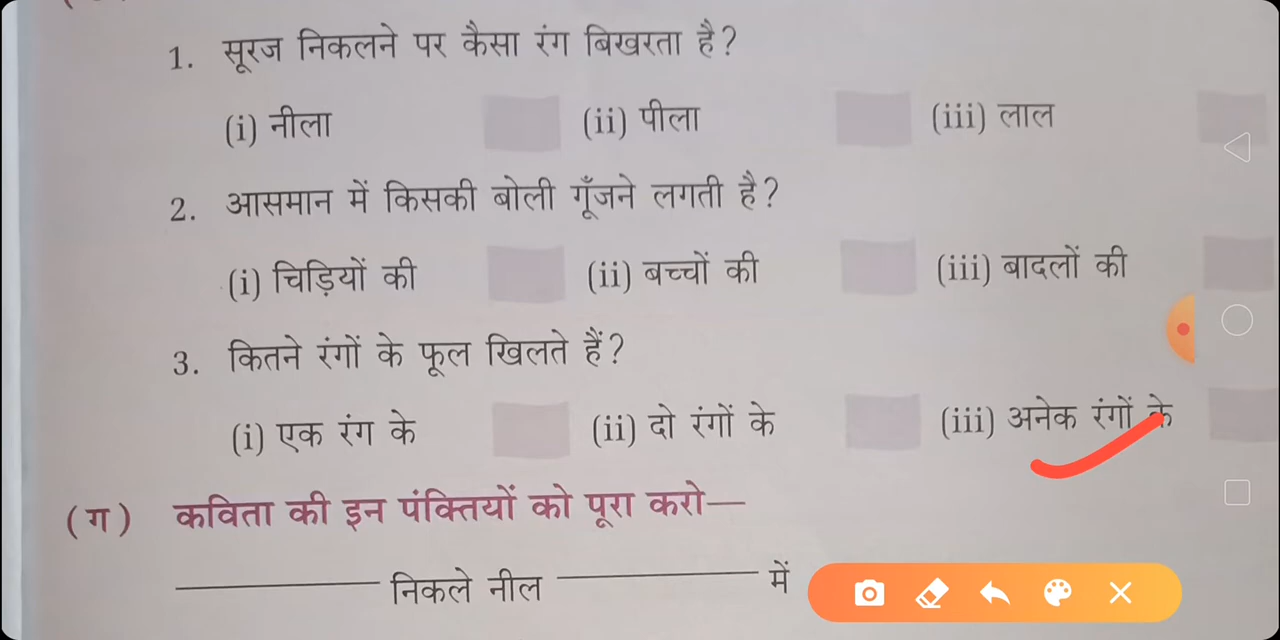 1. सूरज निकलने पर कैसा रंग बिखरता है?
(i) नीला (ii) पीला (iii) लाल
2. आसमान में किसकी बोली गूँजने लगती है?
(i) चिड़ियों की (ii) बच्चों की (iii) बादलों की
3. कितने रंगों के फूल खिलते हैं?
(i) एक रंग के (ii) दो रंगों के (iii) अनेक रंगों के
(ग) कविता की इन पंक्तियों को पूरा करो—
निकले नील में